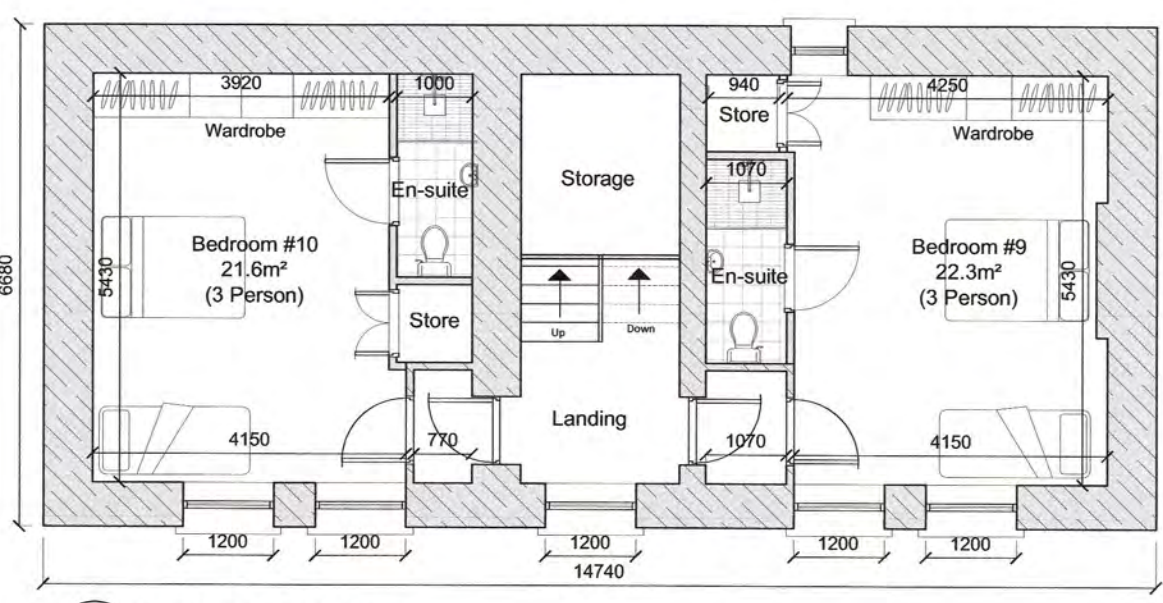 3920
1000
940
4250
Wardrobe
Store
Wardrobe
En-suite
Storage
1070
Bedroom #10
21.6m²
(3 Person)
Bedroom #9
22.3m²
(3 Person)
En-suite
6680
5430
5430
Store
Up
Down
Landing
4150
770
1070
4150
1200
1200
1200
1200
1200
14740